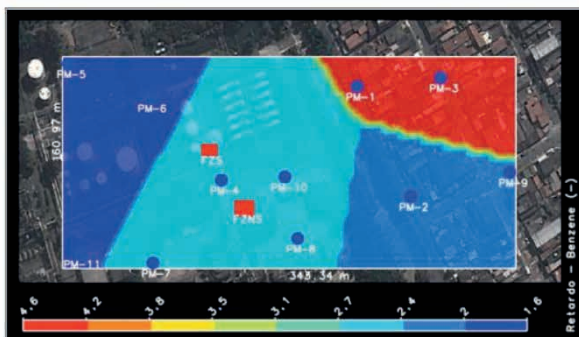 PM-5
PM-3
PM-1
PM-6
160.97 m
FZS
PM-4
PM-10
PM-9
PM-2
FZNS
PM-8
PM-11
PM-7
343.34 m
4.6 4.2 3.8 3.5 3.1 2.7 2.4 2 1.6
Retardo - Benzene (-)